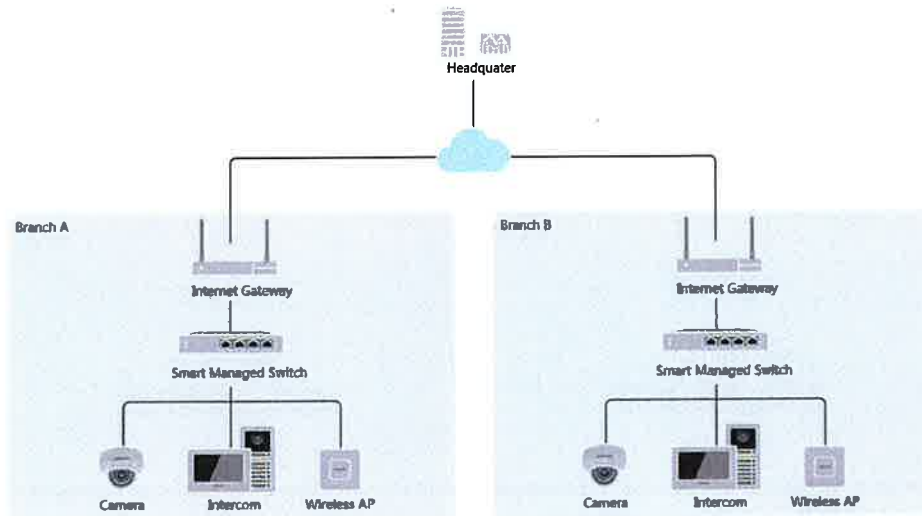 Headquater
Branch A
Branch B
Internet Gateway
Internet Gateway
Smart Managed Switch
Smart Managed Switch
Camera
Intercom
Wireless AP
Camera
Intercom
Wireless AP